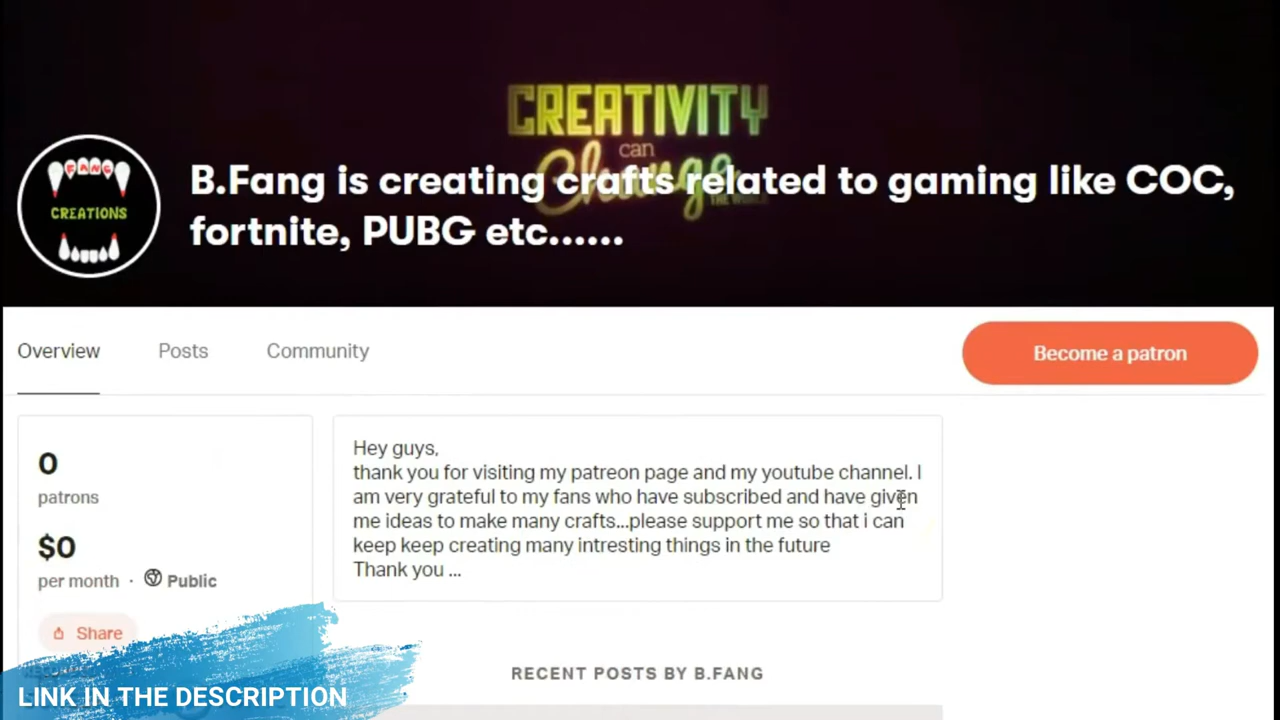 CREATIVITY
can
Change
THE WORLD
FANG
CREATIONS
B.Fang is creating crafts related to gaming like COC,
fortnite, PUBG etc......
Overview
Posts
Community
Become a patron
0
patrons
$0
per month · Public
Share
Hey guys,
thank you for visiting my patreon page and my youtube channel. I
am very grateful to my fans who have subscribed and have given
me ideas to make many crafts...please support me so that i can
keep keep creating many intresting things in the future
Thank you ...
RECENT POSTS BY B.FANG
LINK IN THE DESCRIPTION